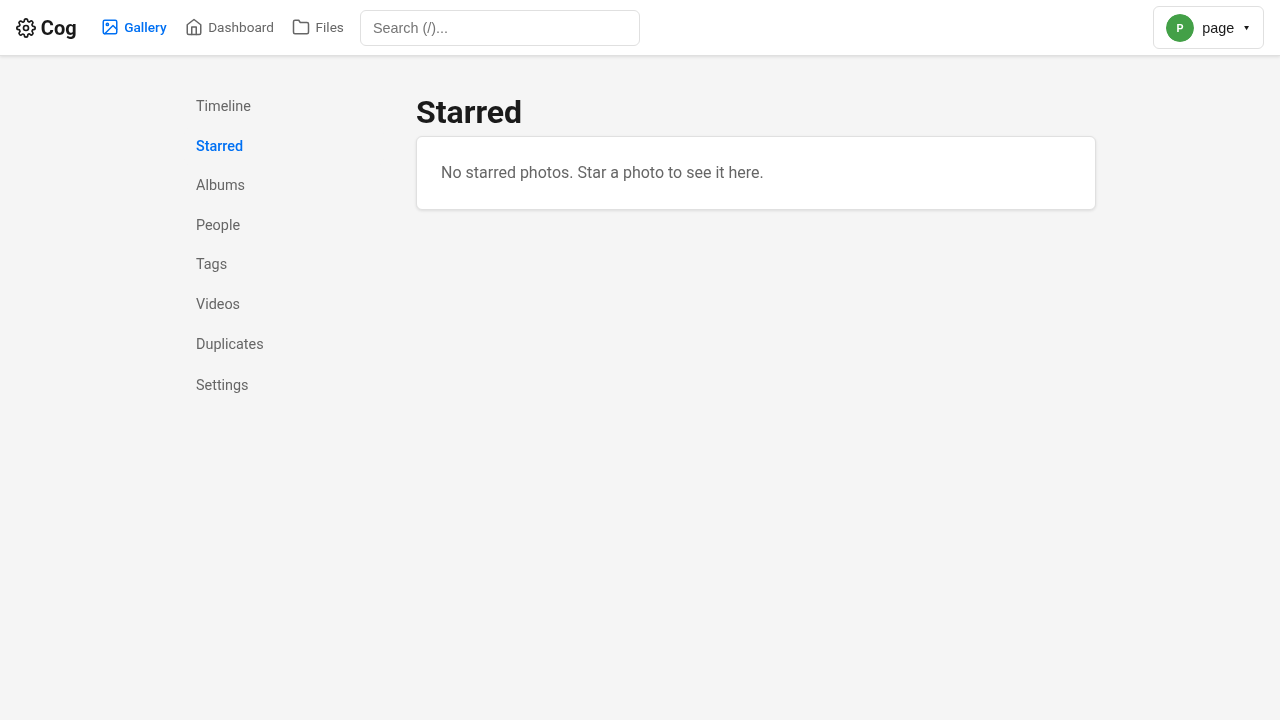 Cog
Gallery
Dashboard
Files
Search (/)...
P
page
Timeline
Starred
Albums
People
Tags
Videos
Duplicates
Settings
Starred
No starred photos. Star a photo to see it here.